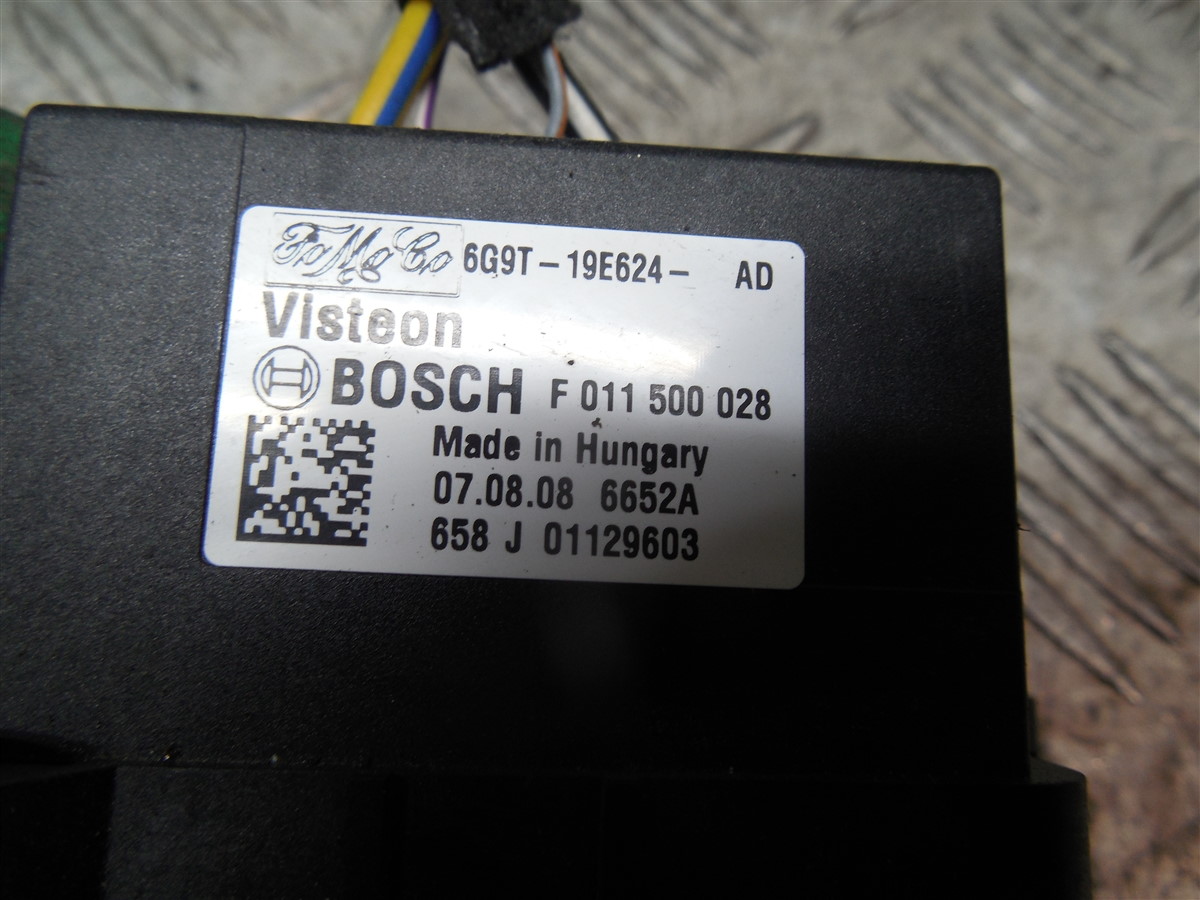 FoMoCo 6G9T-19E624- AD
Visteon
BOSCH F 011 500 028
Made in Hungary
07.08.08 6652A
658 J 01129603